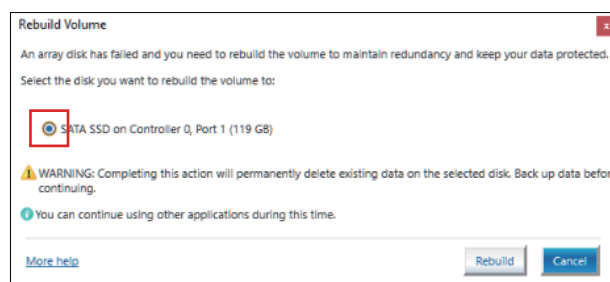 Rebuild Volume
x
An array disk has failed and you need to rebuild the volume to maintain redundancy and keep your data protected.
Select the disk you want to rebuild the volume to:
SATA SSD on Controller 0, Port 1 (119 GB)
WARNING: Completing this action will permanently delete existing data on the selected disk. Back up data befor
continuing.
You can continue using other applications during this time.
More help
Rebuild
Cancel